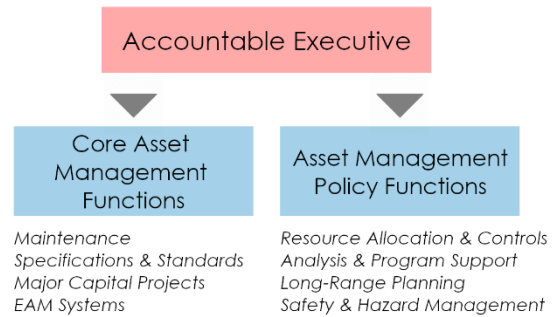 Accountable Executive
Core Asset
Management
Functions
Asset Management
Policy Functions
Maintenance
Specifications & Standards
Major Capital Projects
EAM Systems
Resource Allocation & Controls
Analysis & Program Support
Long-Range Planning
Safety & Hazard Management